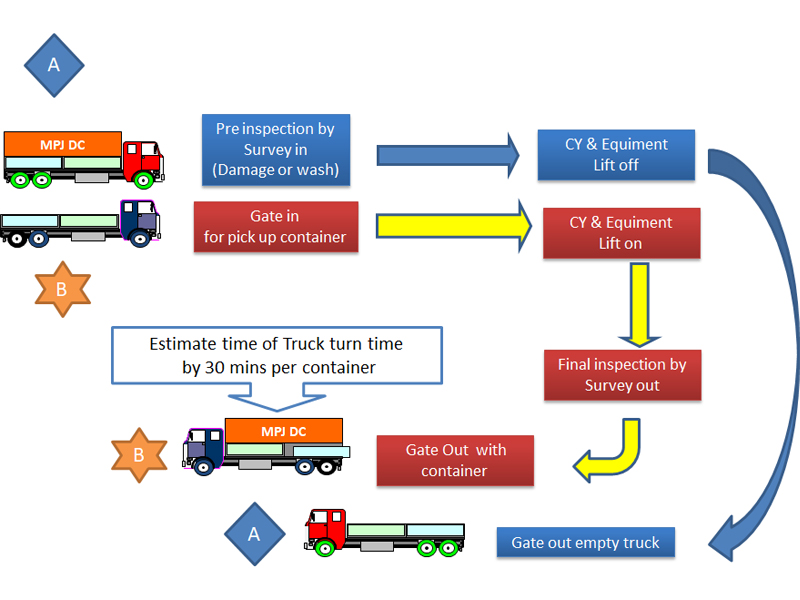 A
MPJ DC
Pre inspection by
Survey in
(Damage or wash)
CY & Equiment
Lift off
Gate in
for pick up container
CY & Equiment
Lift on
B
Estimate time of Truck turn time
by 30 mins per container
Final inspection by
Survey out
MPJ DC
B
Gate Out with
container
A
Gate out empty truck